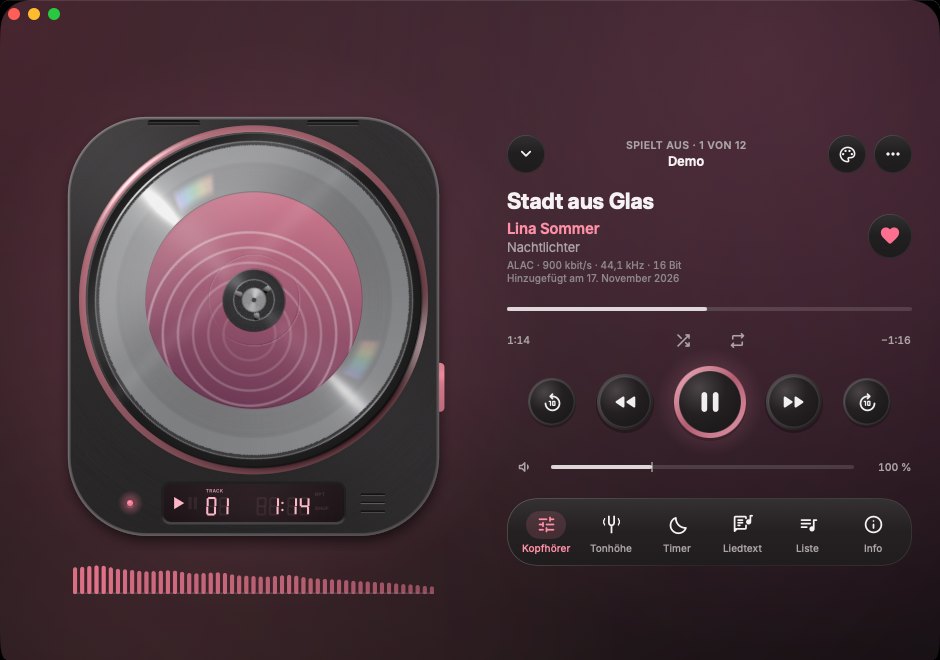 SPIELT AUS · 1 VON 12
Demo
Stadt aus Glas
Lina Sommer
Nachtlichter
ALAC · 900 kbit/s · 44,1 kHz · 16 Bit
Hinzugefügt am 17. November 2026
1:14
−1:16
10
10
100 %
TRACK
01
1:14
Kopfhörer
Tonhöhe
Timer
Liedtext
Liste
Info